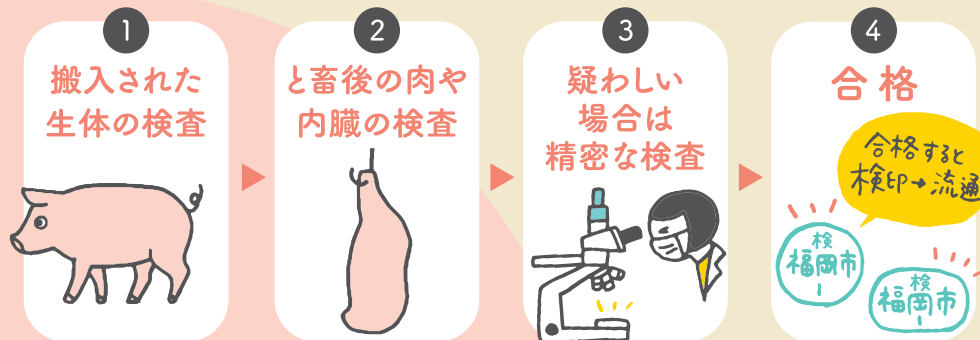 1
搬入された
生体の検査
2
と畜後の肉や
内臓の検査
3
疑わしい
場合は
精密な検査
4
合格
合格すると
検印→流通
検
福岡市
検
福岡市